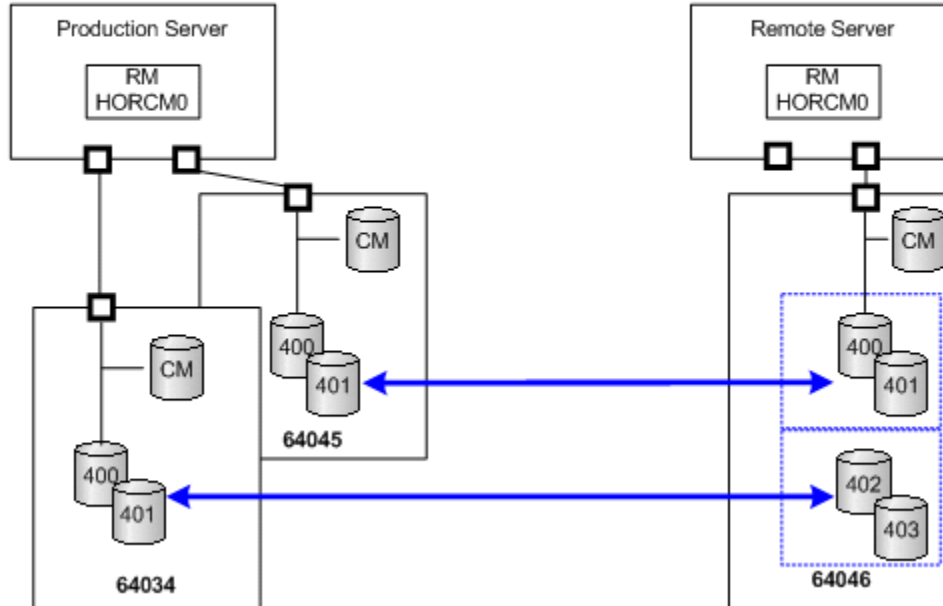 Production Server
RM
HORCM0
Remote Server
RM
HORCM0
CM
400
401
64045
CM
400
401
64034
CM
400
401
402
403
64046